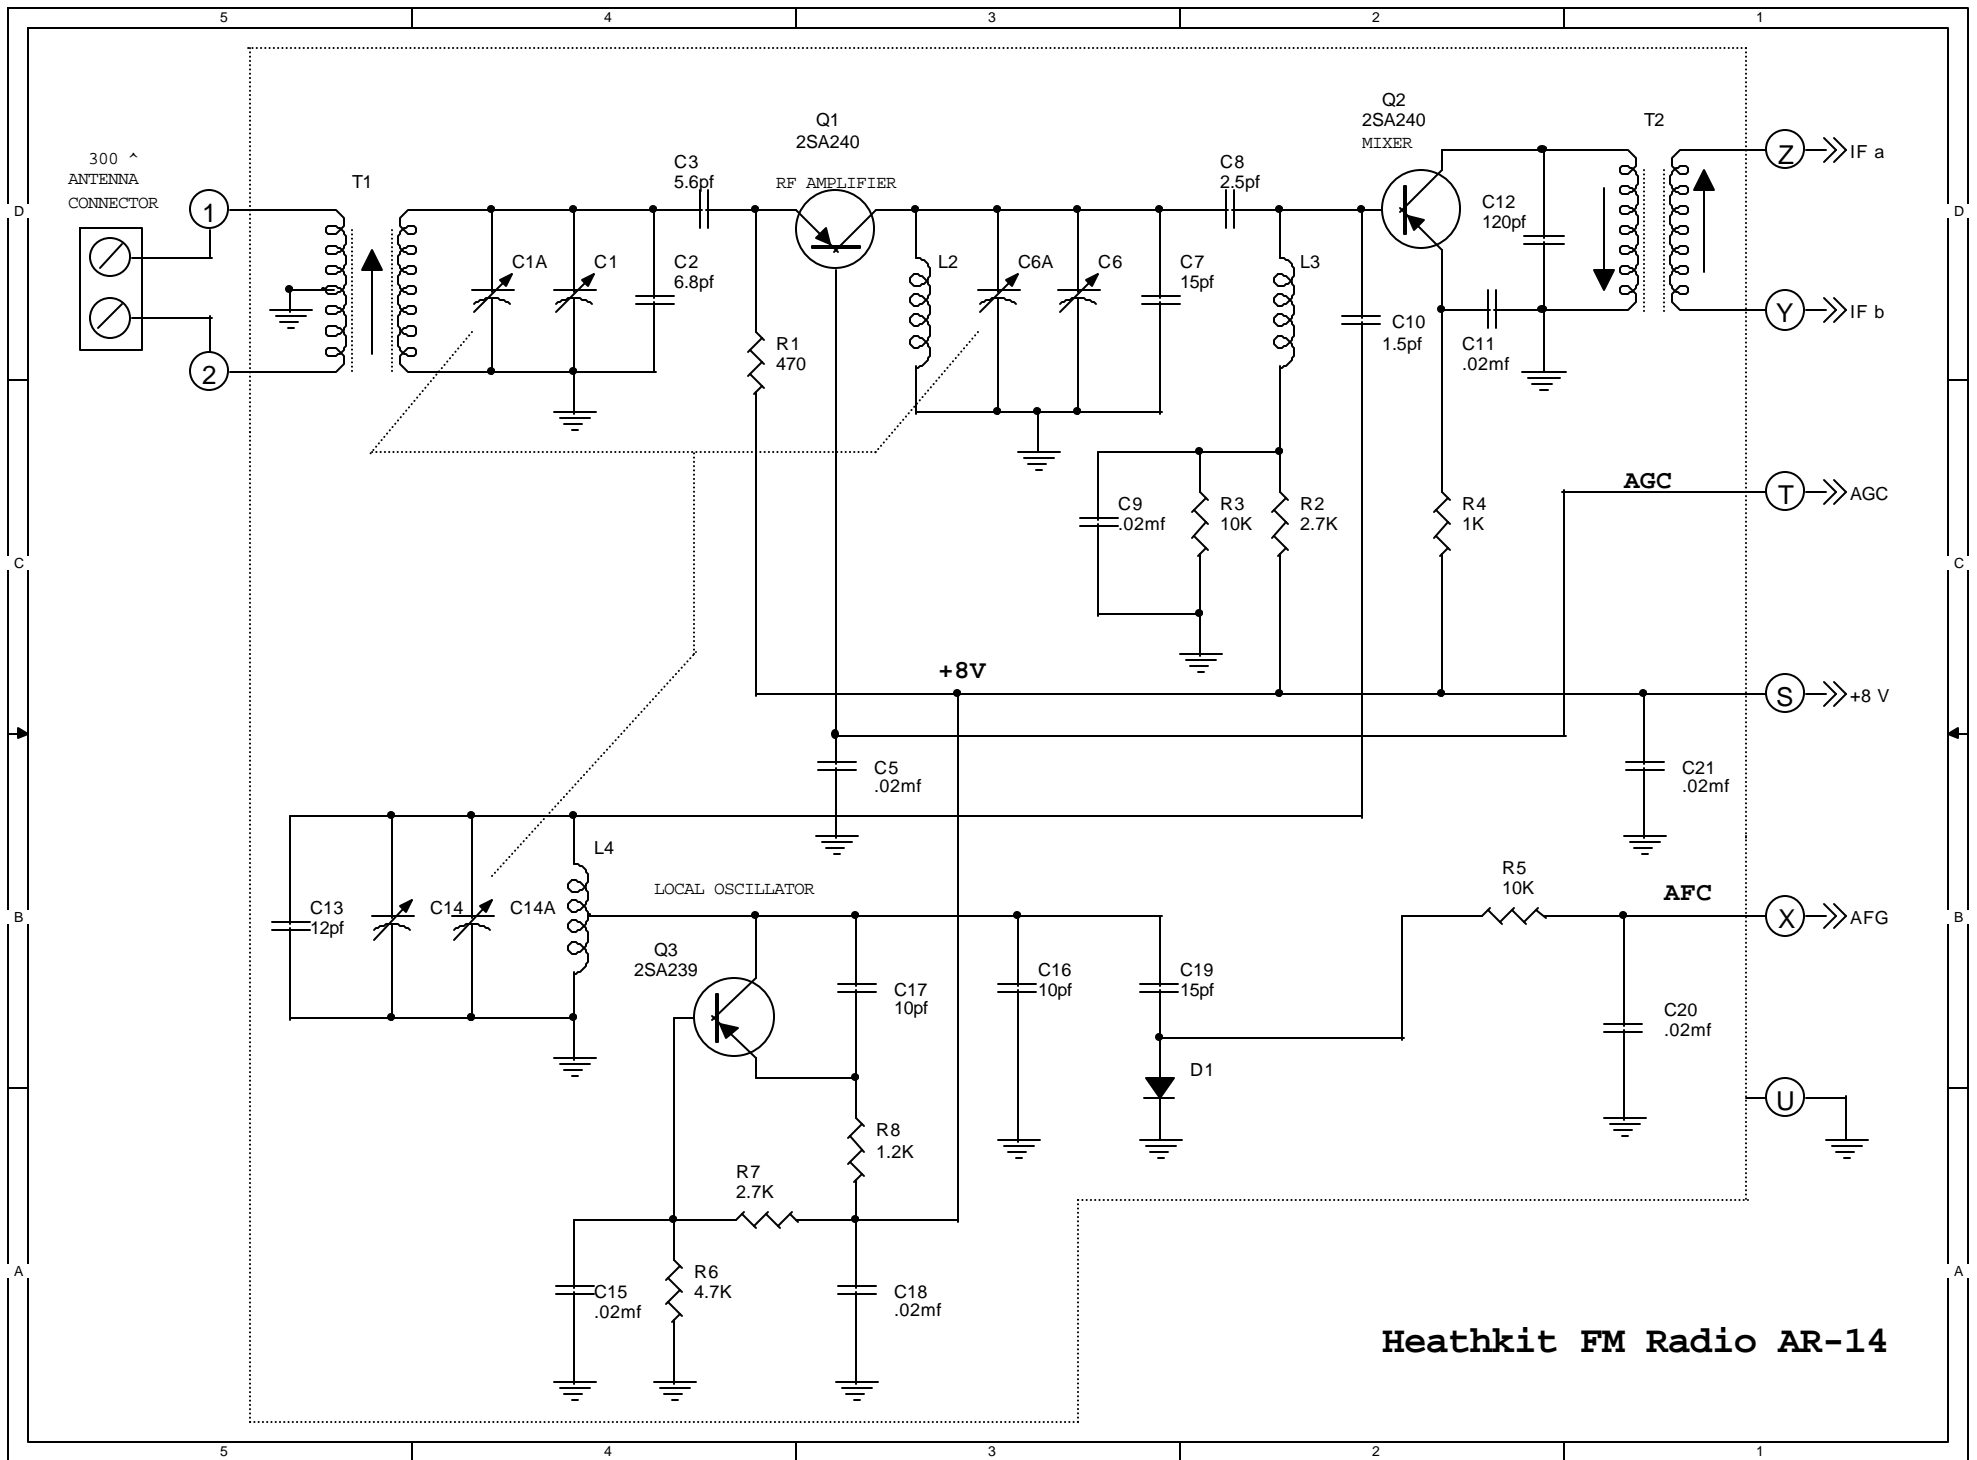 5 4 3 2 1
300 ^
ANTENNA
CONNECTOR
1
2
T1
C3
5.6pf
Q1
2SA240
RF AMPLIFIER
C8
2.5pf
Q2
2SA240
MIXER
T2
Z
IF a
D
D
C1A
C1
C2
6.8pf
L2
C6A
C6
C7
15pf
L3
C12
120pf
Y
IF b
R1
470
C10
1.5pf
C11
.02mf
AGC
T
AGC
C9
.02mf
R3
10K
R2
2.7K
R4
1K
C
C
+8V
S
+8 V
C5
.02mf
C21
.02mf
L4
LOCAL OSCILLATOR
R5
10K
AFC
X
AFG
B
B
C13
12pf
C14
C14A
Q3
2SA239
C17
10pf
C16
10pf
C19
15pf
C20
.02mf
D1
U
R8
1.2K
R7
2.7K
A
A
C15
.02mf
R6
4.7K
C18
.02mf
Heathkit FM Radio AR-14
5 4 3 2 1